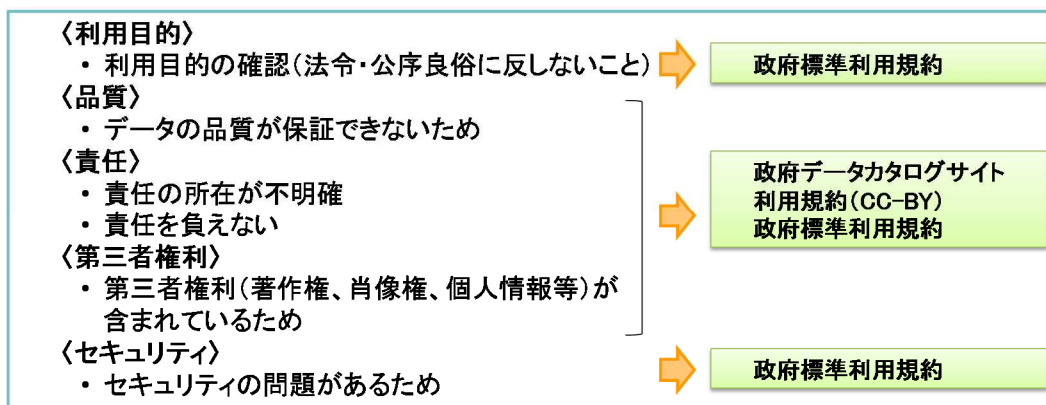 〈利用目的〉
・ 利用目的の確認(法令・公序良俗に反しないこと)
政府標準利用規約
〈品質〉
・ データの品質が保証できないため
〈責任〉
・ 責任の所在が不明確
・ 責任を負えない
〈第三者権利〉
・ 第三者権利(著作権、肖像権、個人情報等)が
含まれているため
政府データカタログサイト
利用規約(CC-BY)
政府標準利用規約
〈セキュリティ〉
・ セキュリティの問題があるため
政府標準利用規約